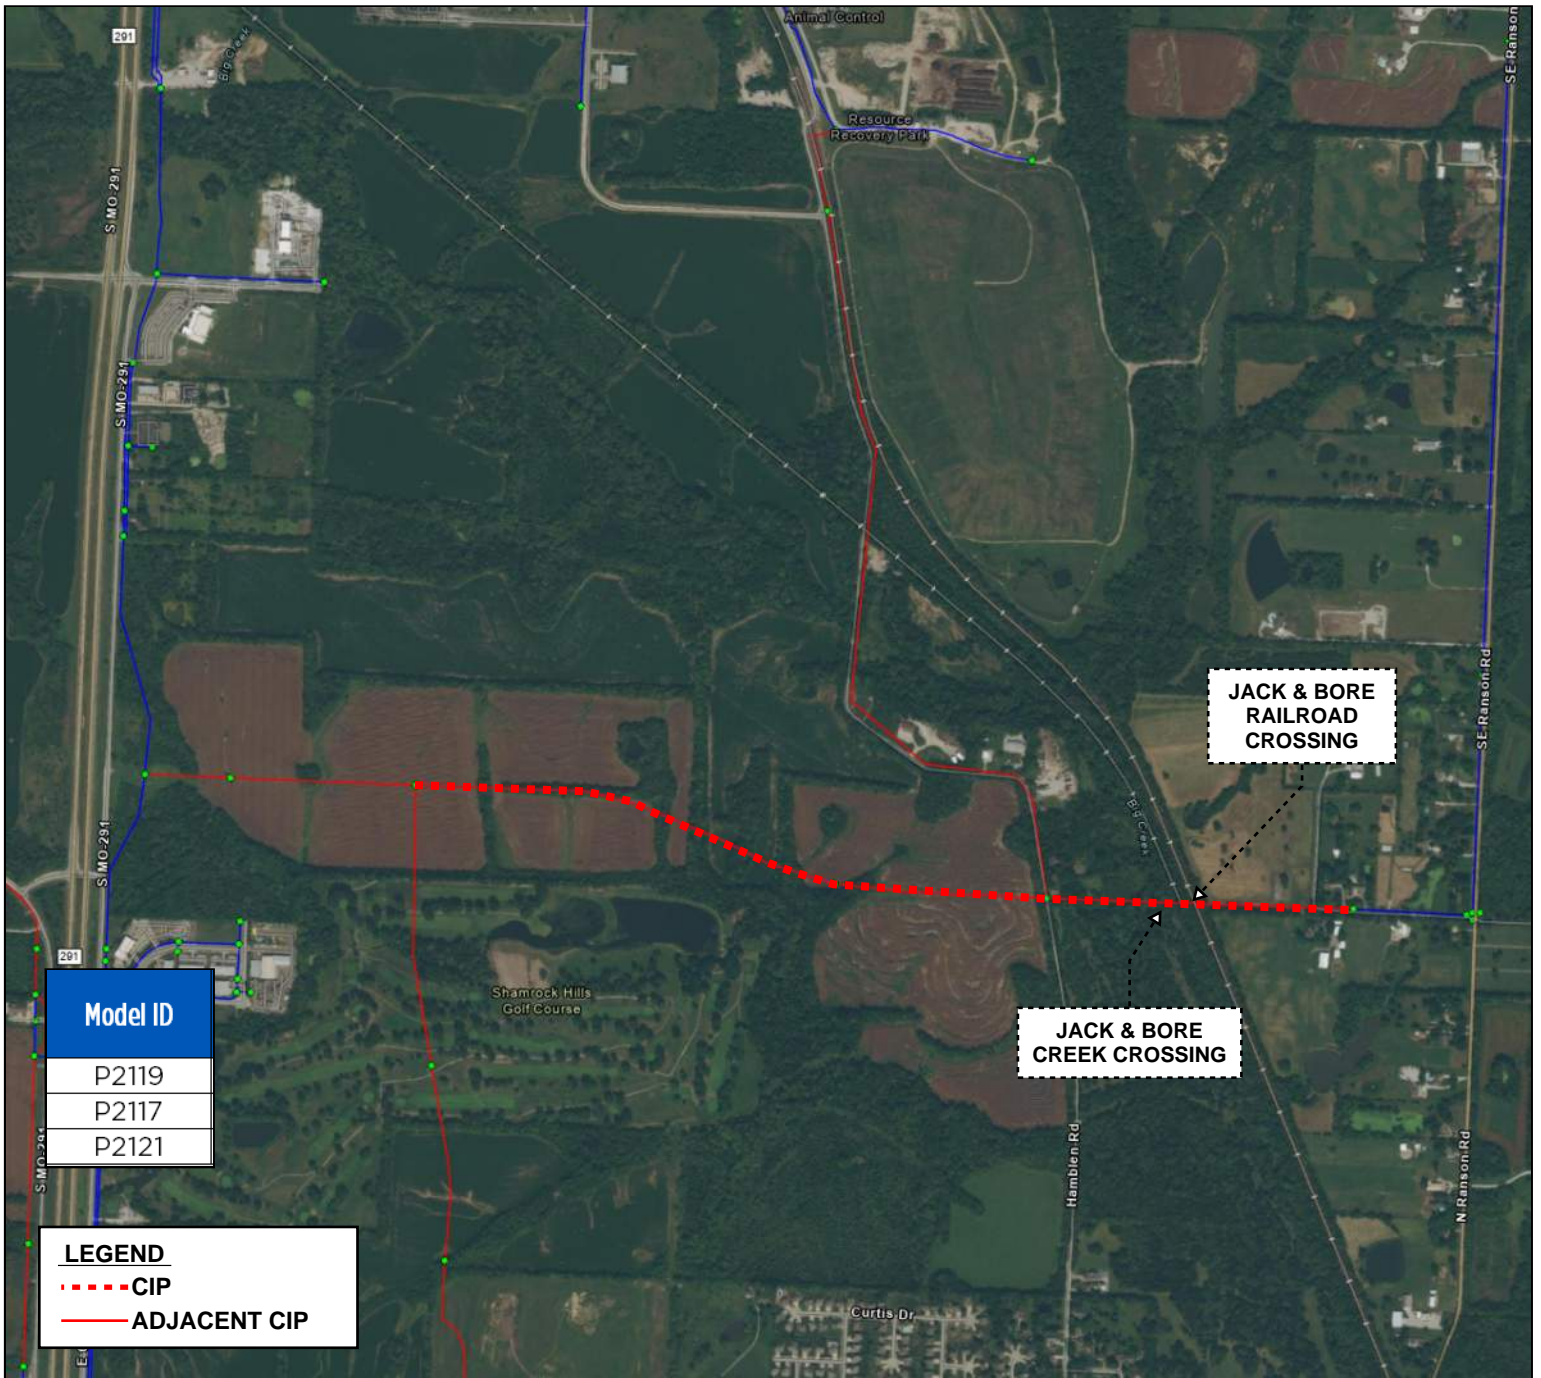 Animal Control
291
Big Creek
SE Ranson
Resource
Recovery Park
S MO-291
S MO-291
JACK & BORE
RAILROAD
CROSSING
SE Ranson Rd
Big Creek
S MO-291
291
Shamrock Hills
Golf Course
Model ID
P2119
P2117
P2121
JACK & BORE
CREEK CROSSING
S MO-291
Hamblen Rd
N Ranson Rd
LEGEND
CIP
ADJACENT CIP
Curtis Dr